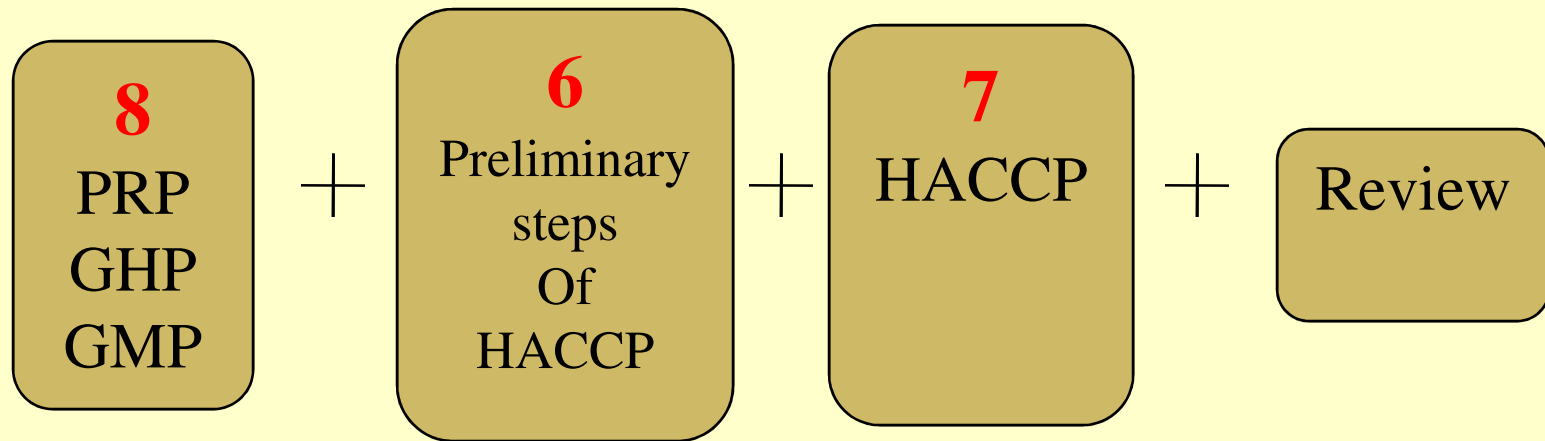 8
PRP
GHP
GMP
+
6
Preliminary
steps
Of
HACCP
+
7
HACCP
+
Review